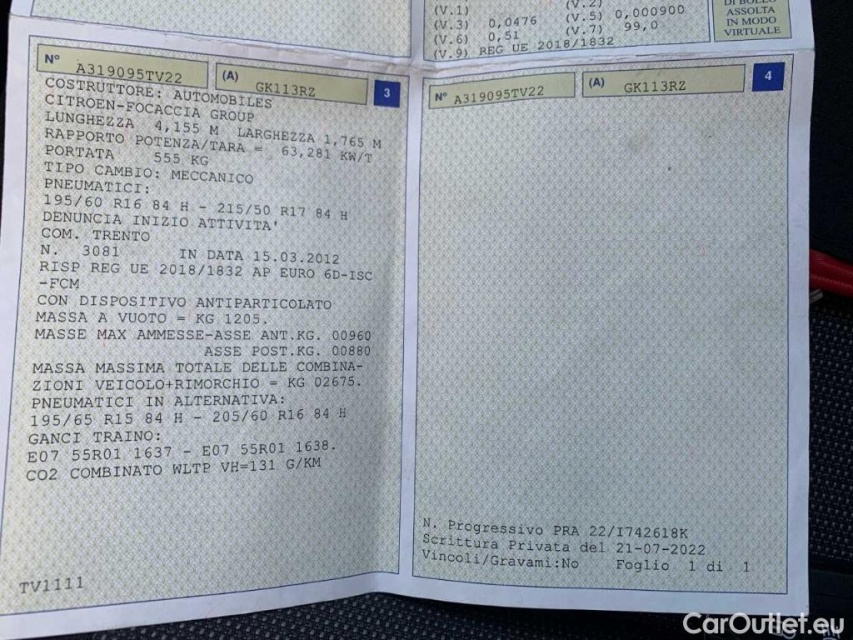 (V.1)
(V.2)
(V.3) 0,0476 (V.5) 0,000900
(V.6) 0,51 (V.7) 99,0
(V.9) REG UE 2018/1832
DI BOLLO
ASSOLTA
IN MODO
VIRTUALE
N° A319095TV22 (A) GK113RZ 3
COSTRUTTORE: AUTOMOBILES
CITROEN-FOCACCIA GROUP
LUNGHEZZA 4,155 M LARGHEZZA 1,765 M
RAPPORTO POTENZA/TARA = 63,281 KW/T
PORTATA 555 KG
TIPO CAMBIO: MECCANICO
PNEUMATICI:
195/60 R16 84 H - 215/50 R17 84 H
DENUNCIA INIZIO ATTIVITA'
COM. TRENTO
N. 3081 IN DATA 15.03.2012
RISP REG UE 2018/1832 AP EURO 6D-ISC
-FCM
CON DISPOSITIVO ANTIPARTICOLATO
MASSA A VUOTO = KG 1205.
MASSE MAX AMMESSE-ASSE ANT.KG. 00960
ASSE POST.KG. 00880
MASSA MASSIMA TOTALE DELLE COMBINA-
ZIONI VEICOLO+RIMORCHIO = KG 02675.
PNEUMATICI IN ALTERNATIVA:
195/65 R15 84 H - 205/60 R16 84 H
GANCI TRAINO:
E07 55R01 1637 - E07 55R01 1638.
CO2 COMBINATO WLTP VH=131 G/KM
TV1111
N° A319095TV22 (A) GK113RZ 4
N. Progressivo PRA 22/I742618K
Scrittura Privata del 21-07-2022
Vincoli/Gravami:No Foglio 1 di 1
CarOutlet.eu